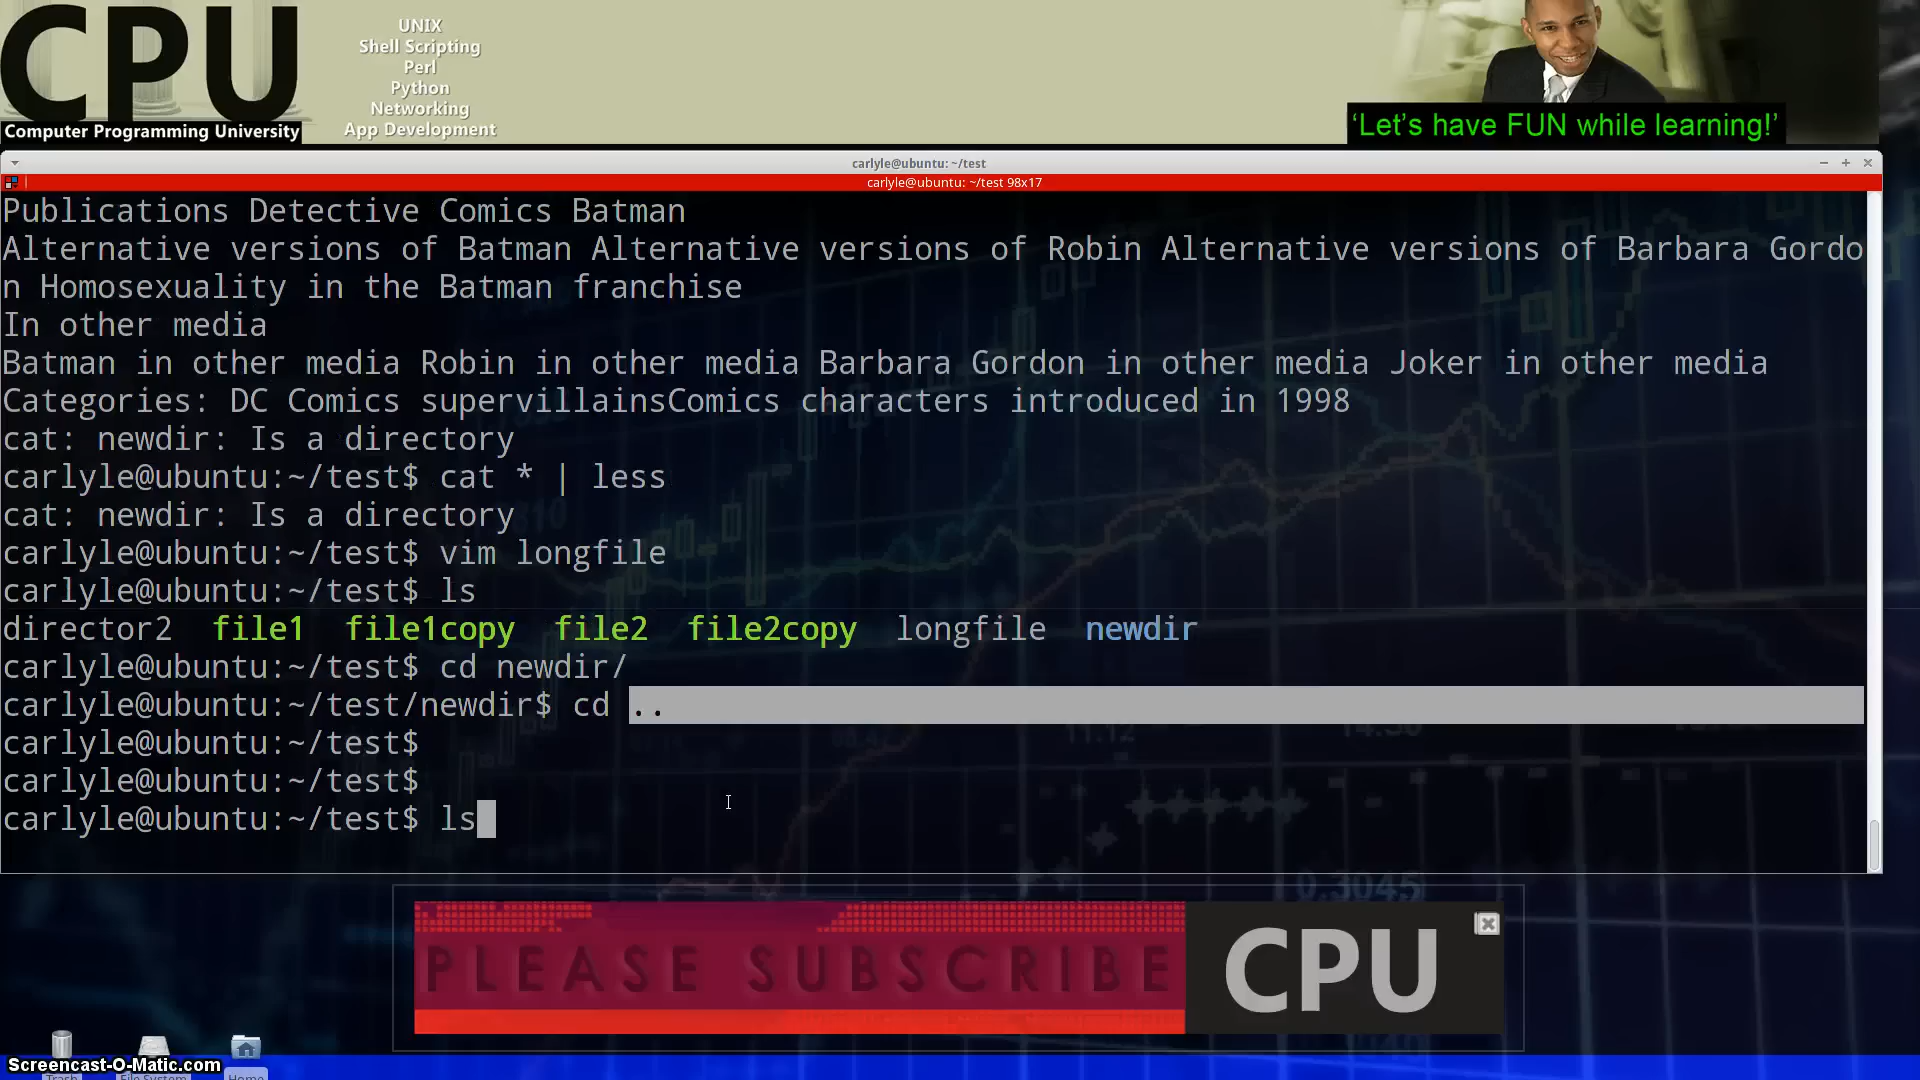 CPU
Computer Programming University
UNIX
Shell Scripting
Perl
Python
Networking
App Development
‘Let's have FUN while learning!’
carlyle@ubuntu: ~/test
carlyle@ubuntu: ~/test 98x17
Publications Detective Comics Batman
Alternative versions of Batman Alternative versions of Robin Alternative versions of Barbara Gordo
n Homosexuality in the Batman franchise
In other media
Batman in other media Robin in other media Barbara Gordon in other media Joker in other media
Categories: DC Comics supervillainsComics characters introduced in 1998
cat: newdir: Is a directory
carlyle@ubuntu:~/test$ cat * | less
cat: newdir: Is a directory
carlyle@ubuntu:~/test$ vim longfile
carlyle@ubuntu:~/test$ ls
director2 file1 file1copy file2 file2copy longfile newdir
carlyle@ubuntu:~/test$ cd newdir/
carlyle@ubuntu:~/test/newdir$ cd ..
carlyle@ubuntu:~/test$
carlyle@ubuntu:~/test$
carlyle@ubuntu:~/test$ ls
0.3045
PLEASE SUBSCRIBE
CPU
Screencast-O-Matic.com
Home